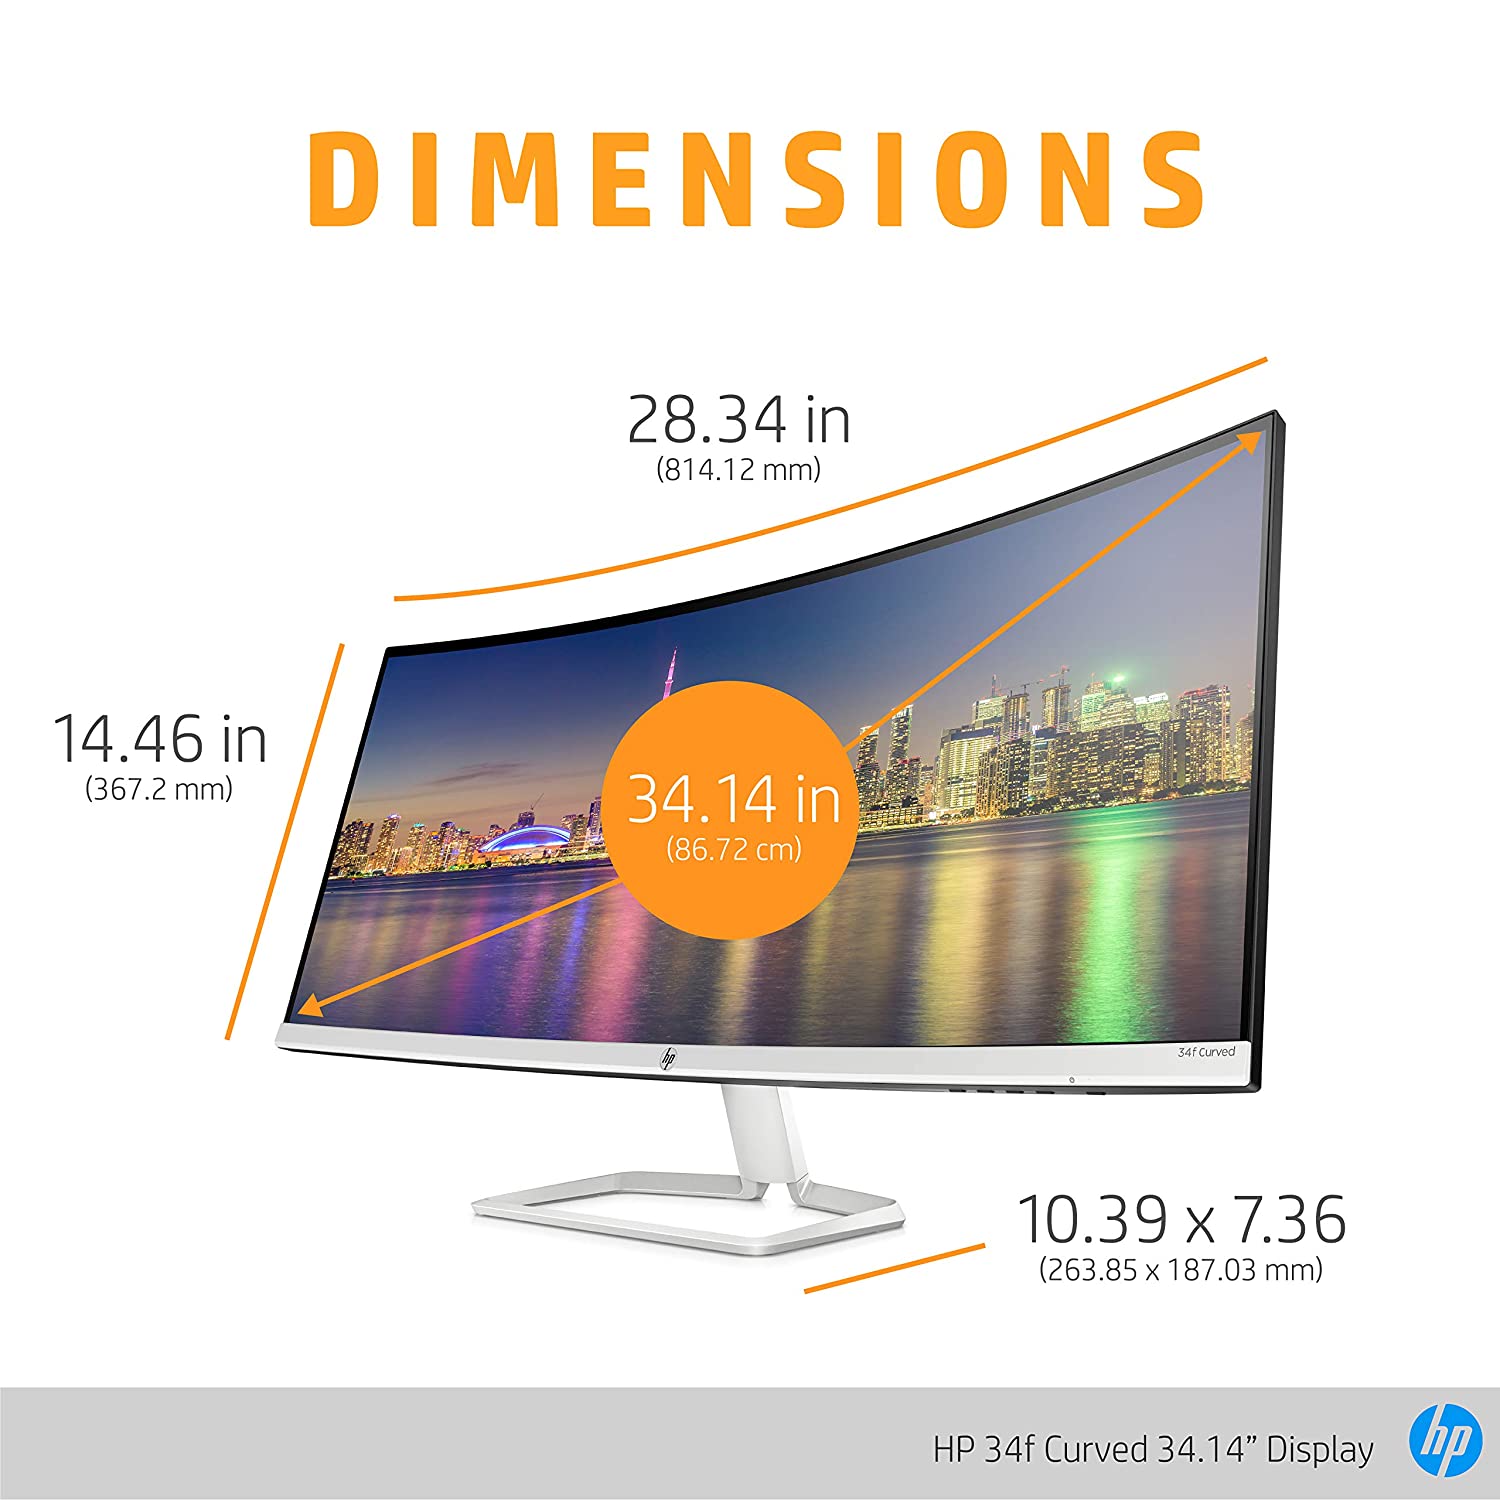 DIMENSIONS
28.34 in
(814.12 mm)
14.46 in
(367.2 mm)
34.14 in
(86.72 cm)
hp
34f Curved
10.39 x 7.36
(263.85 x 187.03 mm)
HP 34f Curved 34.14” Display
hp